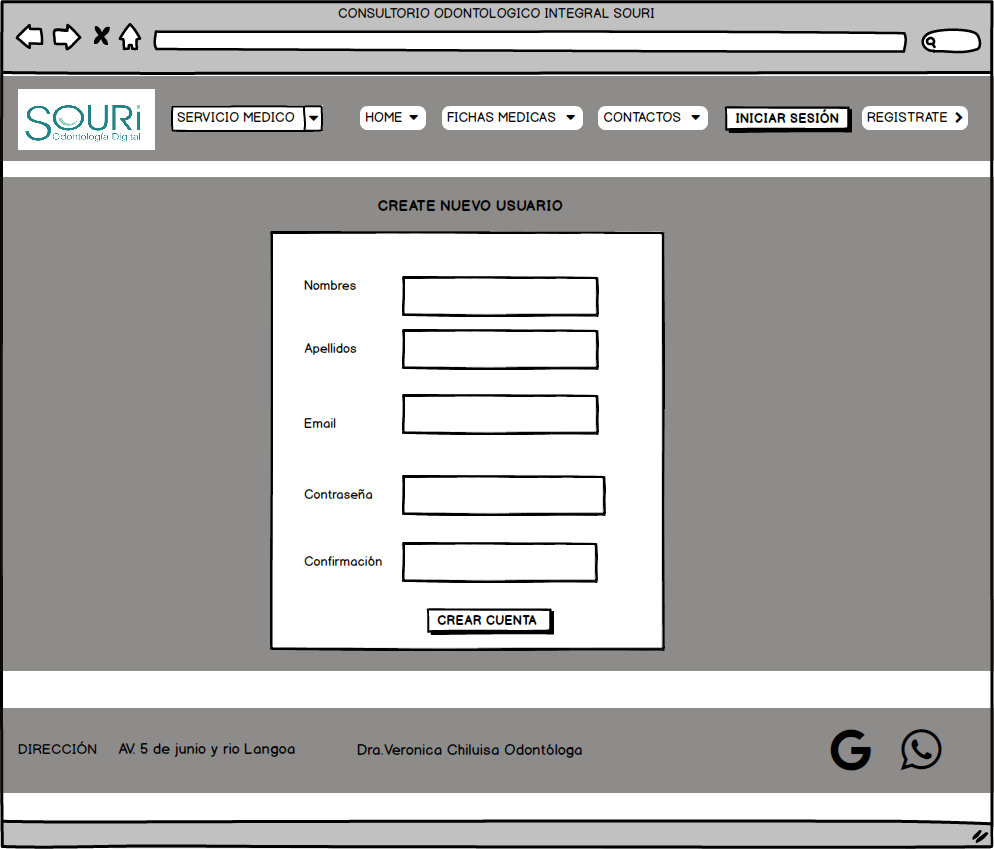 CONSULTORIO ODONTOLOGICO INTEGRAL SOURI
SOURi
Odontología Digital
SERVICIO MEDICO
HOME
FICHAS MEDICAS
CONTACTOS
INICIAR SESIÓN
REGISTRATE
CREATE NUEVO USUARIO
Nombres
Apellidos
Email
Contraseña
Confirmación
CREAR CUENTA
DIRECCIÓN
AV. 5 de junio y rio Langoa
Dra.Veronica Chiluisa Odontóloga
G